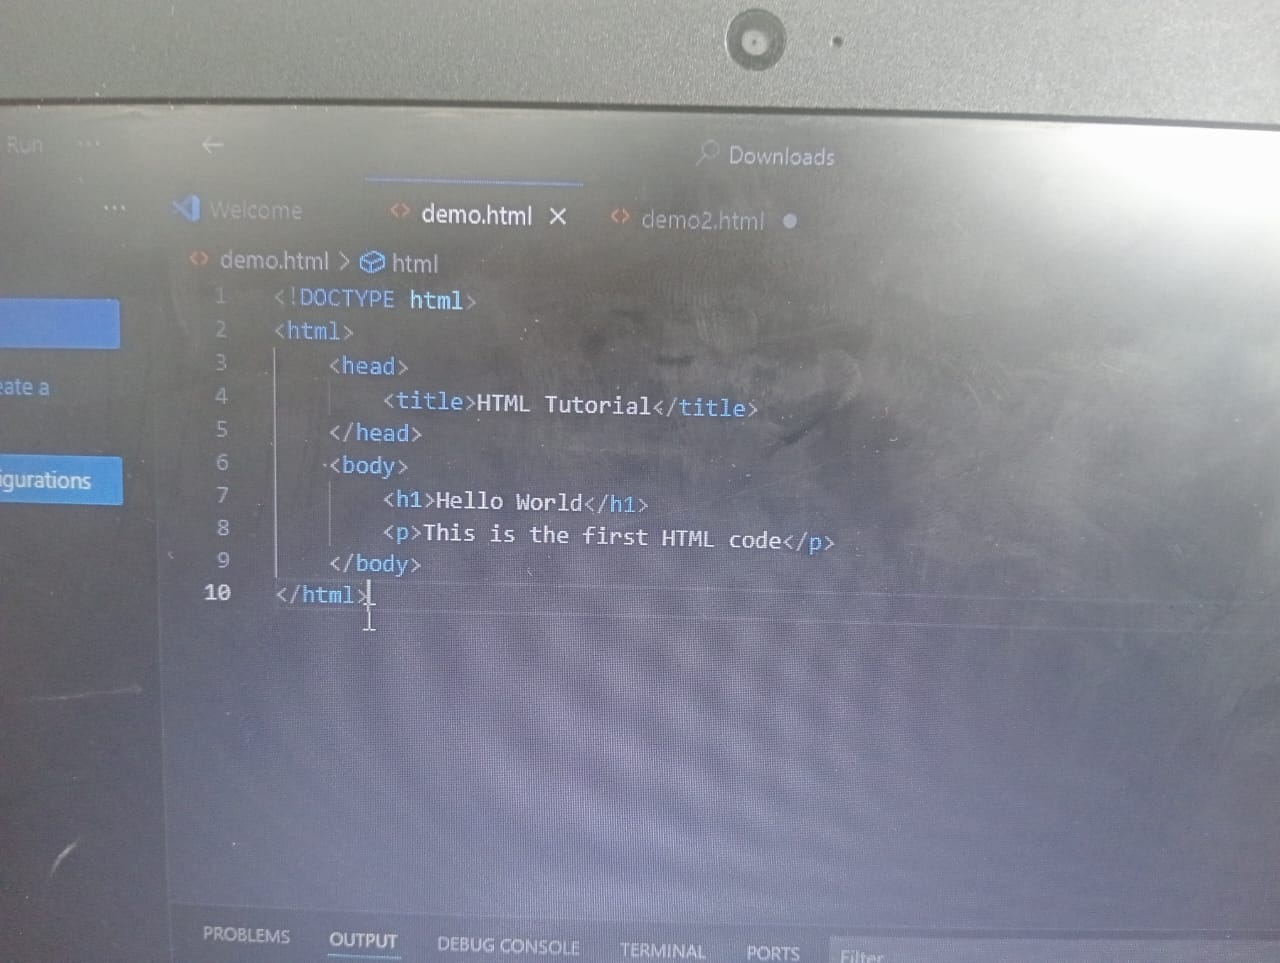 Run ...
Downloads
... Welcome demo.html demo2.html
demo.html > html
1 <!DOCTYPE html>
2 <html>
3 <head>
4 <title>HTML Tutorial</title>
5 </head>
6 <body>
7 <h1>Hello World</h1>
8 <p>This is the first HTML code</p>
9 </body>
10 </html>
eate a
igurations
PROBLEMS OUTPUT DEBUG CONSOLE TERMINAL PORTS Filter